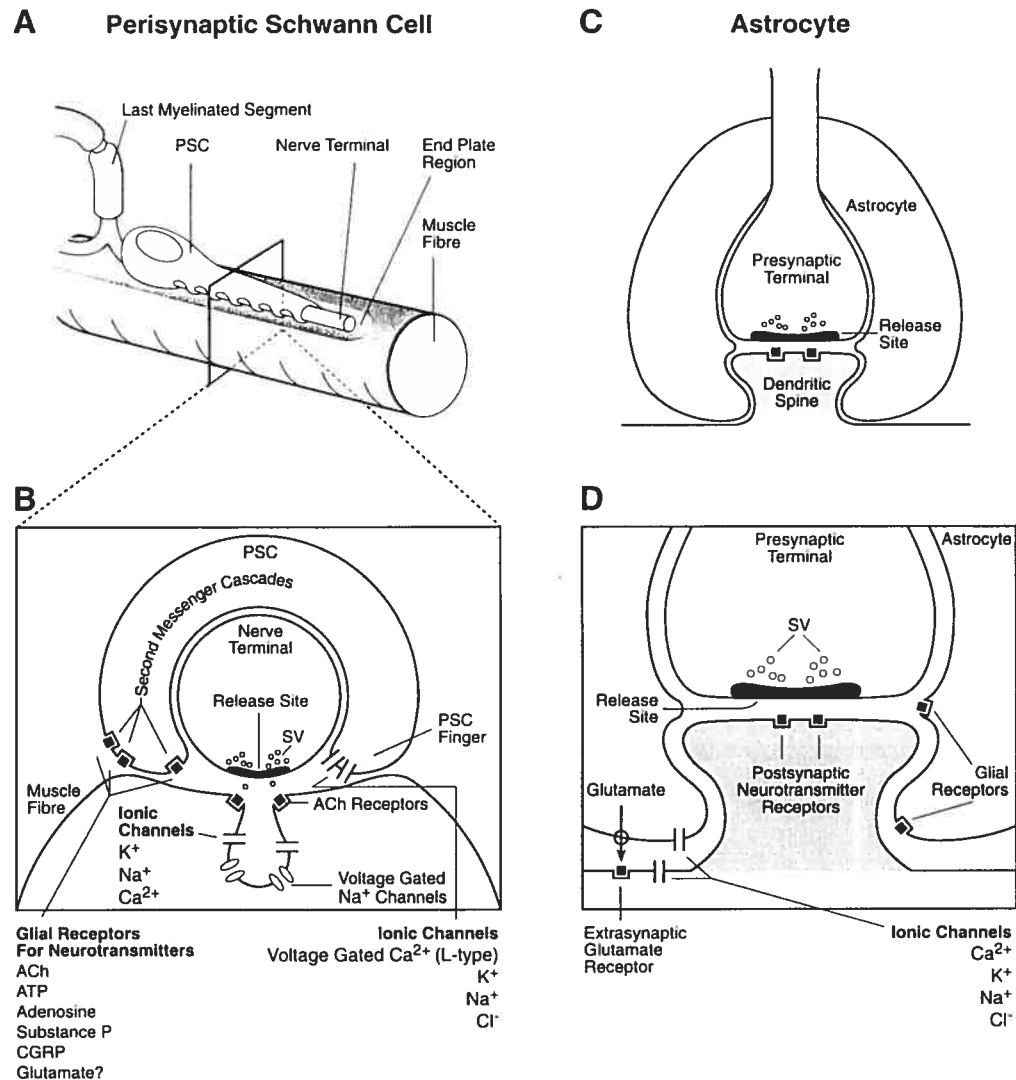 A
Perisynaptic Schwann Cell
Last Myelinated Segment
PSC
Nerve Terminal
End Plate
Region
Muscle
Fibre
C
Astrocyte
Astrocyte
Presynaptic
Terminal
Release
Site
Dendritic
Spine
B
PSC
Second Messenger Cascades
Nerve
Terminal
Release Site
SV
PSC
Finger
Muscle
Fibre
ACh Receptors
Ionic
Channels
K+
Na+
Ca2+
Voltage Gated
Na+ Channels
Glial Receptors
For Neurotransmitters
ACh
ATP
Adenosine
Substance P
CGRP
Glutamate?
Ionic Channels
Voltage Gated Ca2+ (L-type)
K+
Na+
Cl-
D
Presynaptic
Terminal
Astrocyte
SV
Release
Site
Postsynaptic
Neurotransmitter
Receptors
Glial
Receptors
Glutamate
Extrasynaptic
Glutamate
Receptor
Ionic Channels
Ca2+
K+
Na+
Cl-